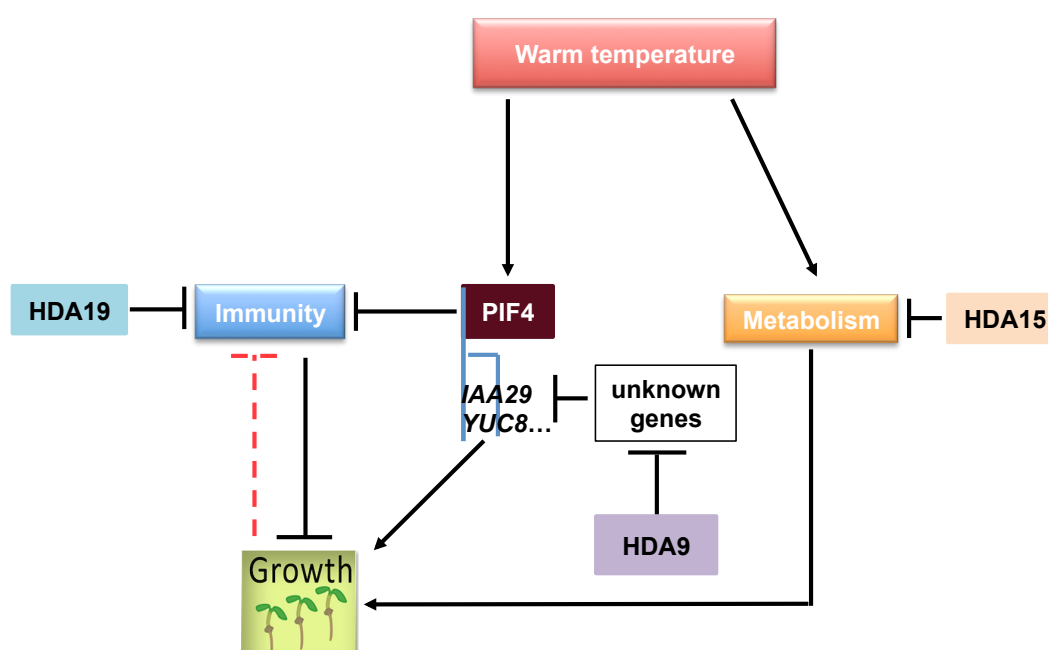 Warm temperature
HDA19
Immunity
PIF4
Metabolism
HDA15
IAA29
YUC8…
unknown
genes
HDA9
Growth